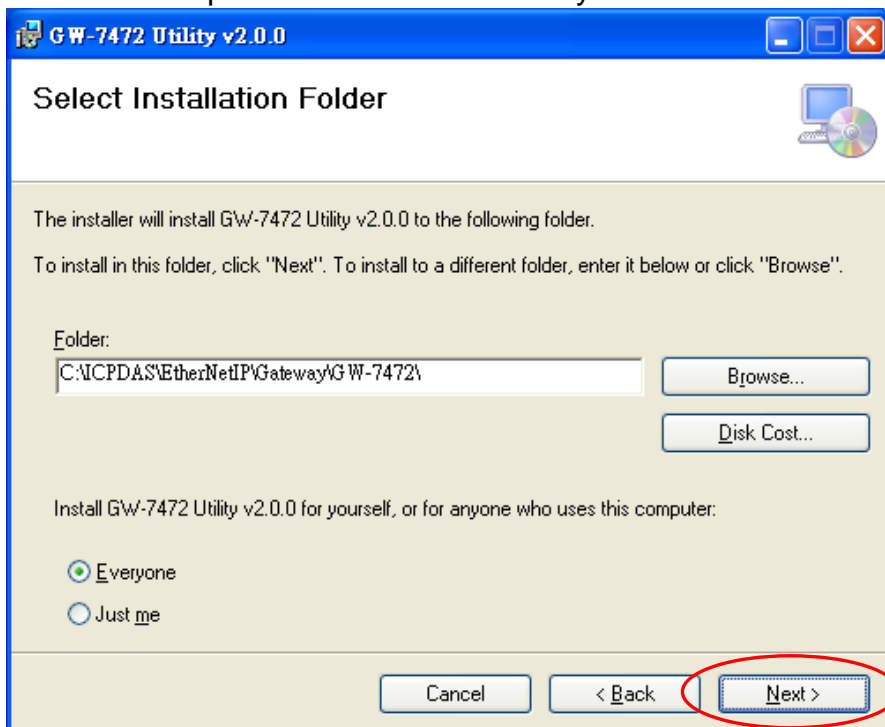 GW-7472 Utility v2.0.0
Select Installation Folder
The installer will install GW-7472 Utility v2.0.0 to the following folder.
To install in this folder, click "Next". To install to a different folder, enter it below or click "Browse".
Folder:
C:\ICPDAS\EtherNetIP\Gateway\GW-7472\
Browse...
Disk Cost...
Install GW-7472 Utility v2.0.0 for yourself, or for anyone who uses this computer:
Everyone
Just me
Cancel
< Back
Next >